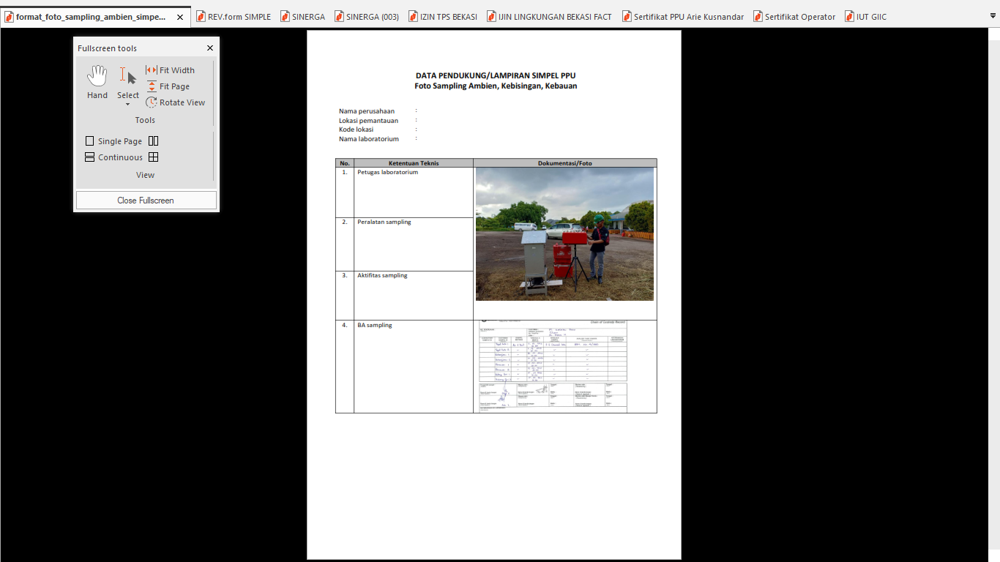 format_foto_sampling_ambien_simpe...
REV.form SIMPLE
SINERGA
SINERGA (003)
IZIN TPS BEKASI
IJIN LINGKUNGAN BEKASI FACT
Sertifikat PPU Arie Kusnandar
Sertifikat Operator
IUT GIIC
Fullscreen tools
Hand
Select
Fit Width
Fit Page
Rotate View
Tools
Single Page
Continuous
View
Close Fullscreen
DATA PENDUKUNG/LAMPIRAN SIMPEL PPU
Foto Sampling Ambien, Kebisingan, Kebauan
Nama perusahaan :
Lokasi pemantauan :
Kode lokasi :
Nama laboratorium :
No. Ketentuan Teknis Dokumentasi/Foto
1. Petugas laboratorium
2. Peralatan sampling
3. Aktifitas sampling
4. BA sampling
Chain of Custody Record